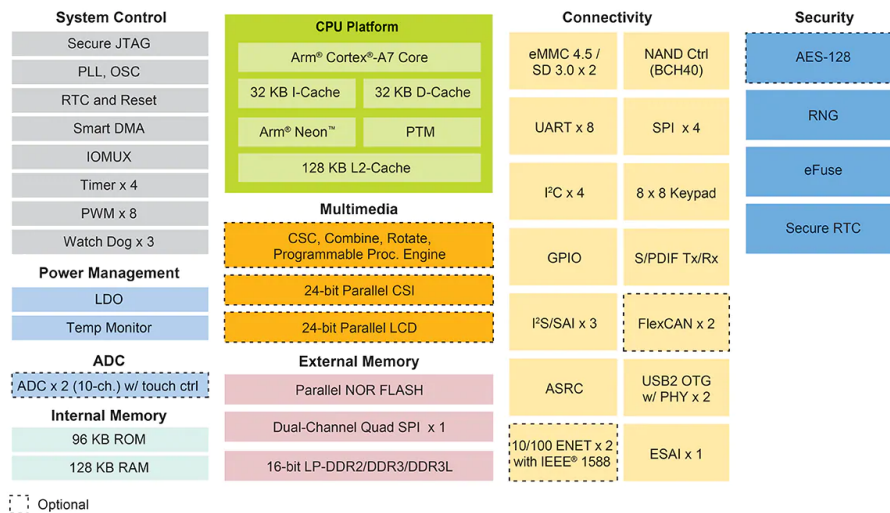 System Control
Secure JTAG
PLL, OSC
RTC and Reset
Smart DMA
IOMUX
Timer x 4
PWM x 8
Watch Dog x 3
Power Management
LDO
Temp Monitor
ADC
ADC x 2 (10-ch.) w/ touch ctrl
Internal Memory
96 KB ROM
128 KB RAM
Optional
CPU Platform
Arm® Cortex®-A7 Core
32 KB I-Cache
32 KB D-Cache
Arm® Neon™
PTM
128 KB L2-Cache
Multimedia
CSC, Combine, Rotate,
Programmable Proc. Engine
24-bit Parallel CSI
24-bit Parallel LCD
External Memory
Parallel NOR FLASH
Dual-Channel Quad SPI x 1
16-bit LP-DDR2/DDR3/DDR3L
Connectivity
eMMC 4.5 /
SD 3.0 x 2
NAND Ctrl
(BCH40)
UART x 8
SPI x 4
I²C x 4
8 x 8 Keypad
GPIO
S/PDIF Tx/Rx
I²S/SAI x 3
FlexCAN x 2
ASRC
USB2 OTG
w/ PHY x 2
10/100 ENET x 2
with IEEE® 1588
ESAI x 1
Security
AES-128
RNG
eFuse
Secure RTC